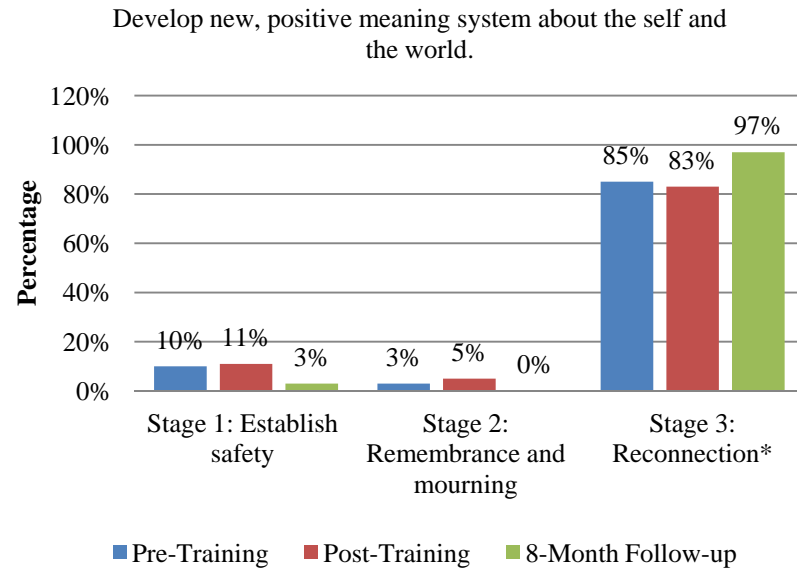 Develop new, positive meaning system about the self and
the world.
120%
100%
80%
60%
40%
20%
0%
Percentage
10%
11%
3%
3%
5%
0%
85%
83%
97%
Stage 1: Establish
safety
Stage 2:
Remembrance and
mourning
Stage 3:
Reconnection*
Pre-Training
Post-Training
8-Month Follow-up